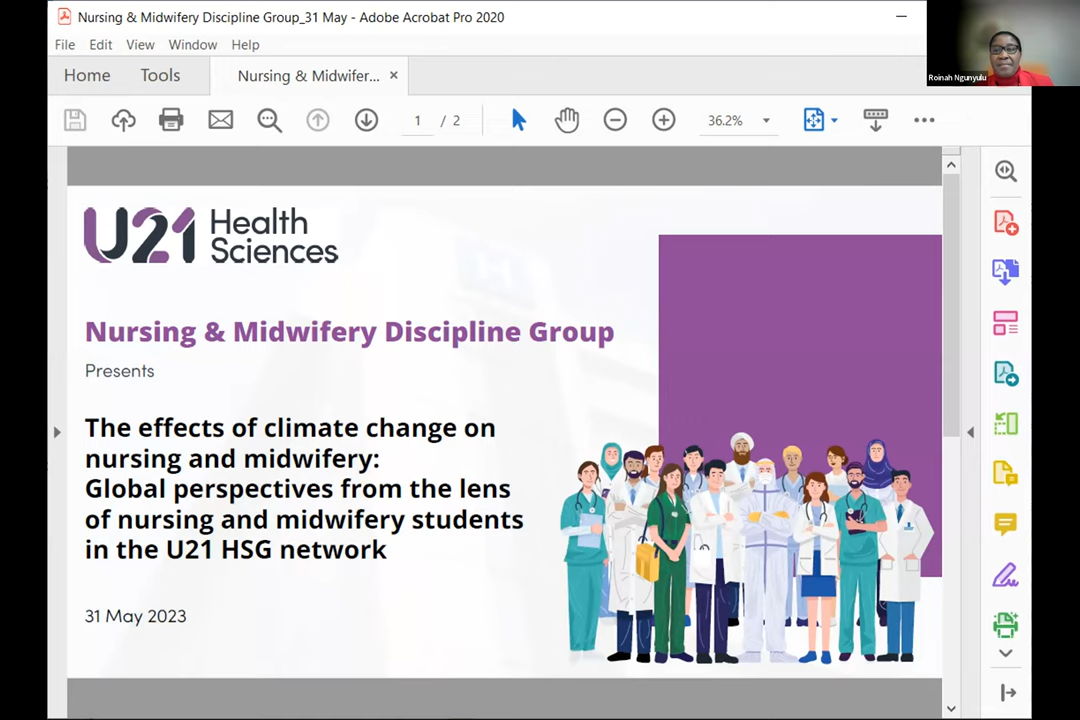 Nursing & Midwifery Discipline Group_31 May - Adobe Acrobat Pro 2020
File Edit View Window Help
Home Tools Nursing & Midwifer... ×
1 / 2 36.2%
Roinah Ngunyulu
U21 Health
Sciences
Nursing & Midwifery Discipline Group
Presents
The effects of climate change on
nursing and midwifery:
Global perspectives from the lens
of nursing and midwifery students
in the U21 HSG network
31 May 2023